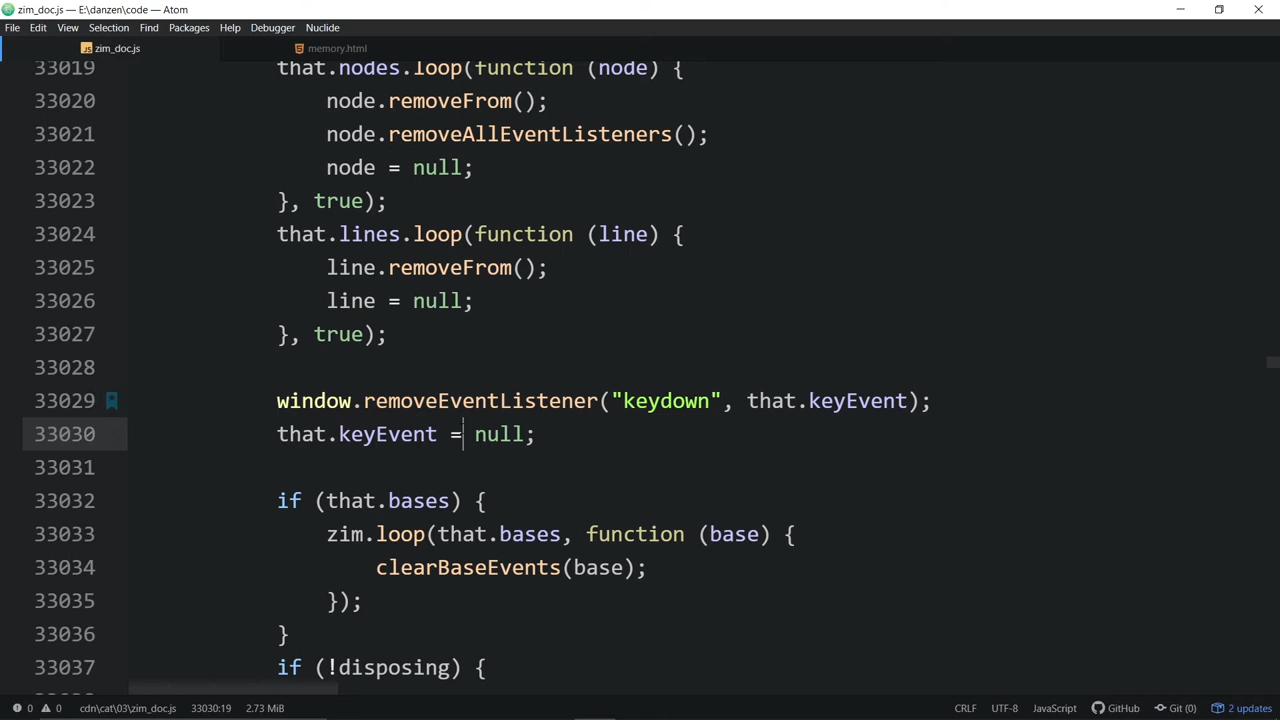 zim_doc.js — E:\danzen\code — Atom
File Edit View Selection Find Packages Help Debugger Nuclide
zim_doc.js memory.html
33019 that.nodes.loop(function (node) {
33020 node.removeFrom();
33021 node.removeAllEventListeners();
33022 node = null;
33023 }, true);
33024 that.lines.loop(function (line) {
33025 line.removeFrom();
33026 line = null;
33027 }, true);
33028
33029 window.removeEventListener("keydown", that.keyEvent);
33030 that.keyEvent = null;
33031
33032 if (that.bases) {
33033 zim.loop(that.bases, function (base) {
33034 clearBaseEvents(base);
33035 });
33036 }
33037 if (!disposing) {
0 0 cdn\cat\03\zim_doc.js 33030:19 2.73 MiB CRLF UTF-8 JavaScript GitHub Git (0) 2 updates